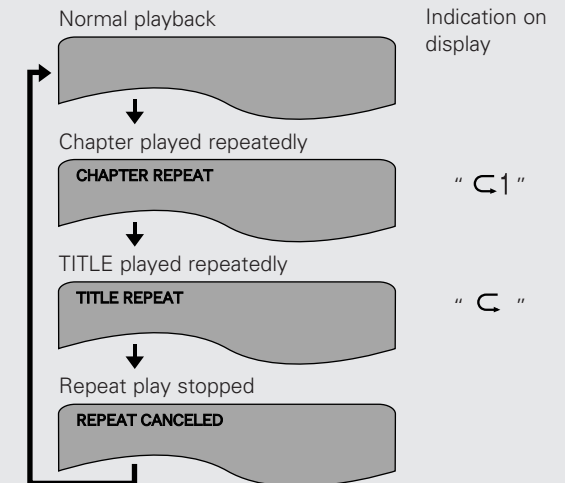 Normal playback
Indication on
display
Chapter played repeatedly
CHAPTER REPEAT
" ⊂1 "
TITLE played repeatedly
TITLE REPEAT
" ⊂ "
Repeat play stopped
REPEAT CANCELED